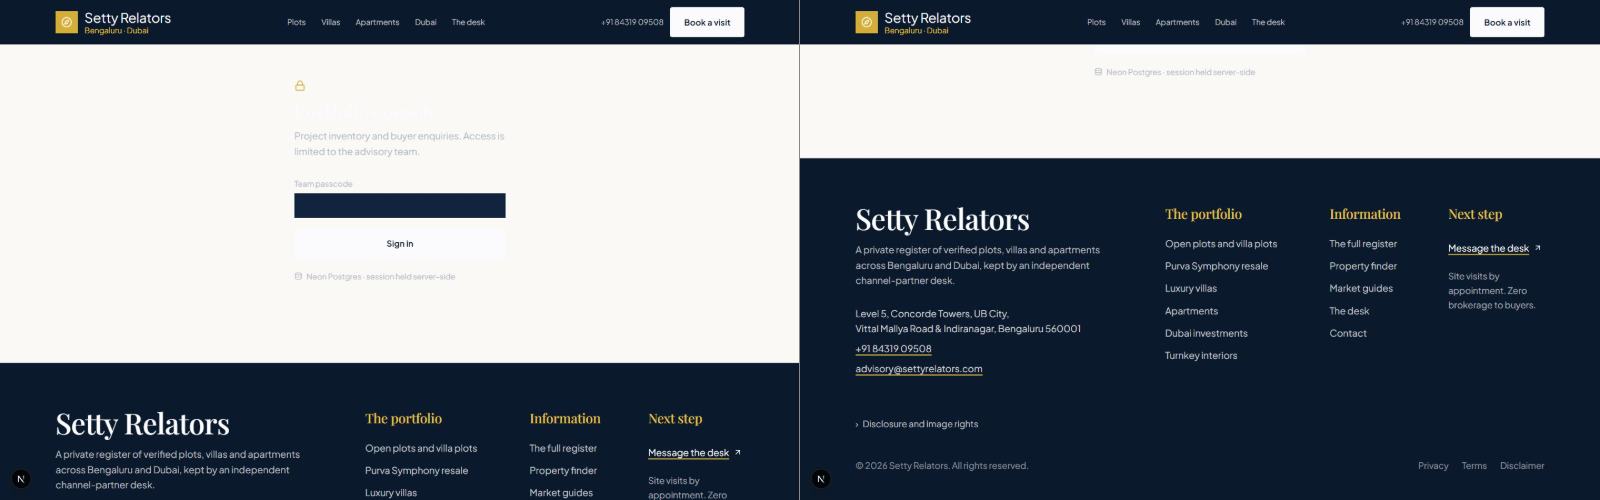 Setty Relators
Bengaluru · Dubai
Plots Villas Apartments Dubai The desk
+91 84319 09508
Book a visit
Project inventory and buyer enquiries. Access is
limited to the advisory team.
Team passcode
Sign in
Neon Postgres · session held server-side
Setty Relators
A private register of verified plots, villas and apartments
across Bengaluru and Dubai, kept by an independent
channel-partner desk.
The portfolio
Open plots and villa plots
Purva Symphony resale
Luxury villas
Information
The full register
Property finder
Market guides
Next step
Message the desk
Site visits by
appointment. Zero
N
Setty Relators
Bengaluru · Dubai
Plots Villas Apartments Dubai The desk
+91 84319 09508
Book a visit
Neon Postgres · session held server-side
Setty Relators
A private register of verified plots, villas and apartments
across Bengaluru and Dubai, kept by an independent
channel-partner desk.
Level 5, Concorde Towers, UB City,
Vittal Mallya Road & Indiranagar, Bengaluru 560001
+91 84319 09508
advisory@settyrelators.com
The portfolio
Open plots and villa plots
Purva Symphony resale
Luxury villas
Apartments
Dubai investments
Turnkey interiors
Information
The full register
Property finder
Market guides
The desk
Contact
Next step
Message the desk
Site visits by
appointment. Zero
brokerage to buyers.
› Disclosure and image rights
© 2026 Setty Relators. All rights reserved.
Privacy Terms Disclaimer
N